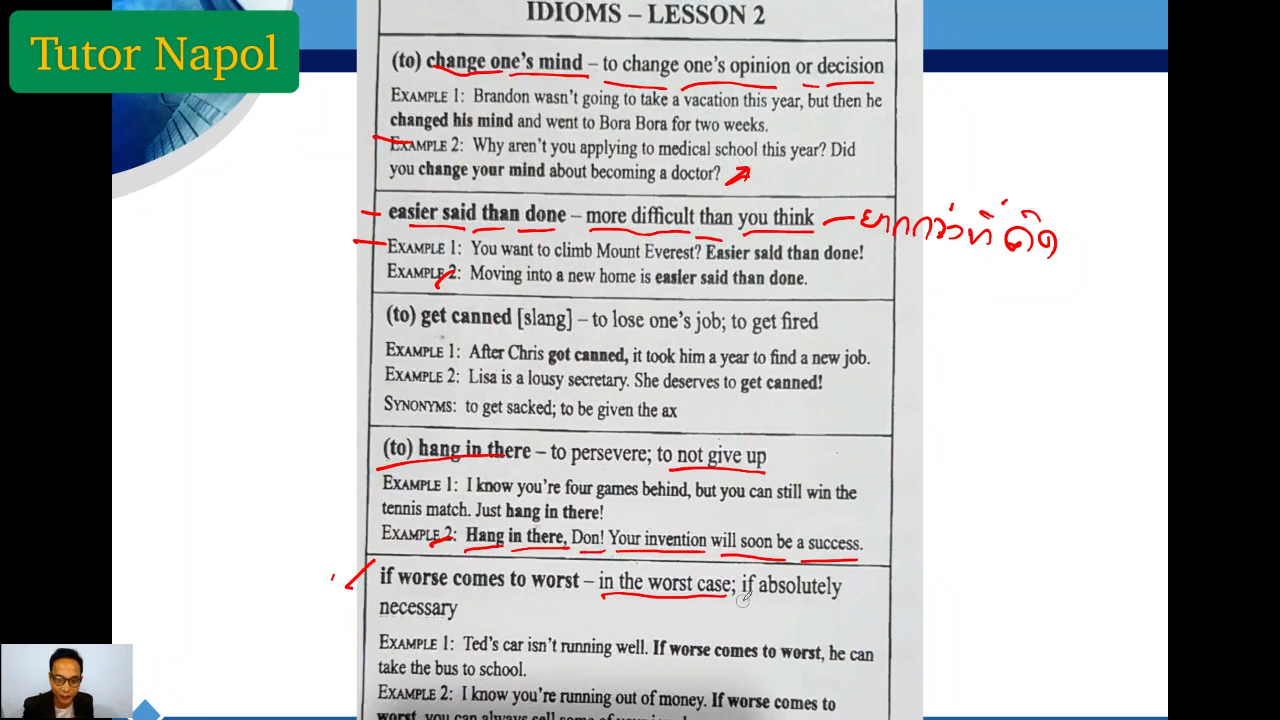 IDIOMS – LESSON 2
Tutor Napol
(to) change one's mind – to change one's opinion or decision
EXAMPLE 1: Brandon wasn't going to take a vacation this year, but then he
changed his mind and went to Bora Bora for two weeks.
EXAMPLE 2: Why aren't you applying to medical school this year? Did
you change your mind about becoming a doctor?
easier said than done – more difficult than you think
ยากกว่าที่คิด
EXAMPLE 1: You want to climb Mount Everest? Easier said than done!
EXAMPLE 2: Moving into a new home is easier said than done.
(to) get canned [slang] – to lose one's job; to get fired
EXAMPLE 1: After Chris got canned, it took him a year to find a new job.
EXAMPLE 2: Lisa is a lousy secretary. She deserves to get canned!
SYNONYMS: to get sacked; to be given the ax
(to) hang in there – to persevere; to not give up
EXAMPLE 1: I know you're four games behind, but you can still win the
tennis match. Just hang in there!
EXAMPLE 2: Hang in there, Don! Your invention will soon be a success.
if worse comes to worst – in the worst case; if absolutely
necessary
EXAMPLE 1: Ted's car isn't running well. If worse comes to worst, he can
take the bus to school.
EXAMPLE 2: I know you're running out of money. If worse comes to
worst, you can always sell some of your